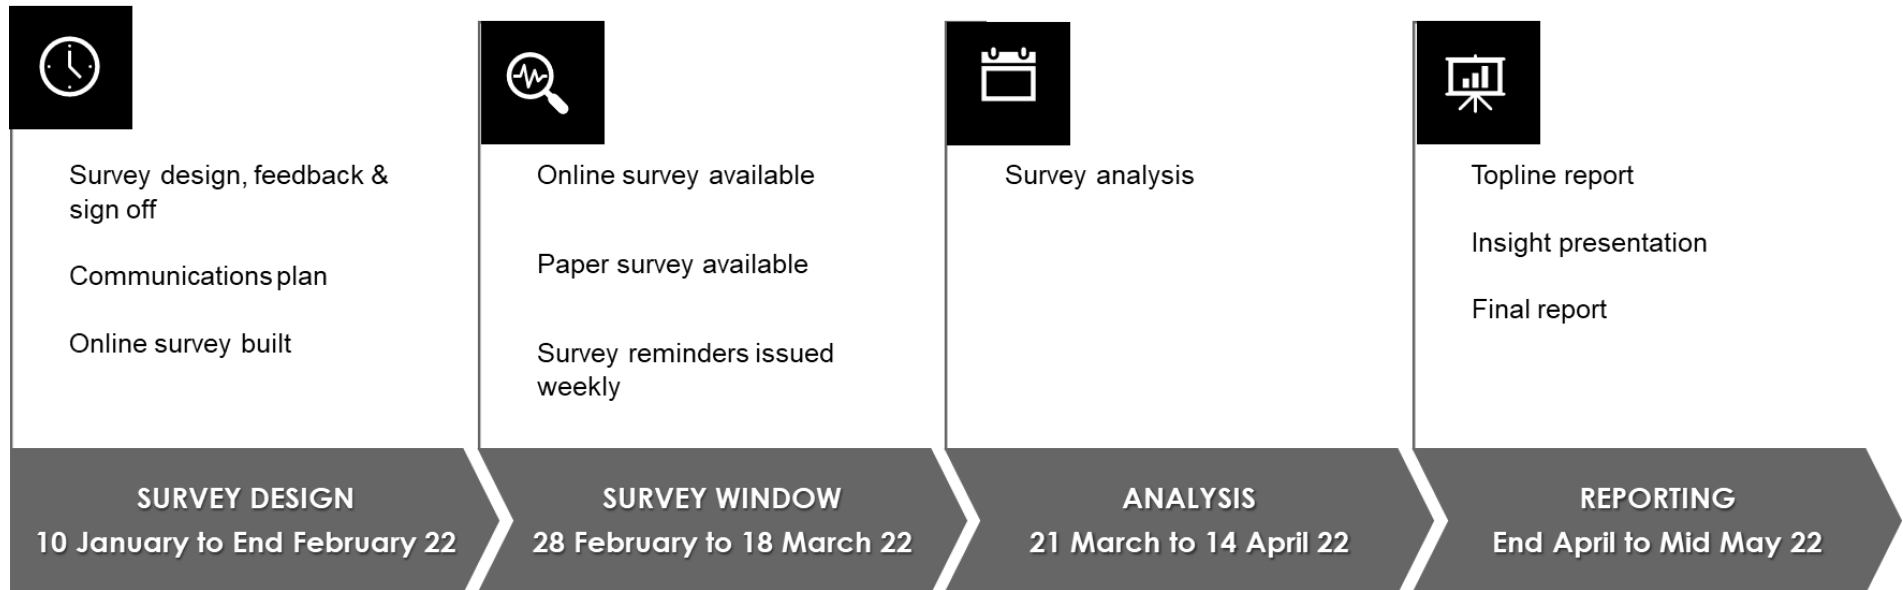 Survey design, feedback &
sign off
Communications plan
Online survey built
SURVEY DESIGN
10 January to End February 22
Online survey available
Paper survey available
Survey reminders issued
weekly
SURVEY WINDOW
28 February to 18 March 22
Survey analysis
ANALYSIS
21 March to 14 April 22
Topline report
Insight presentation
Final report
REPORTING
End April to Mid May 22